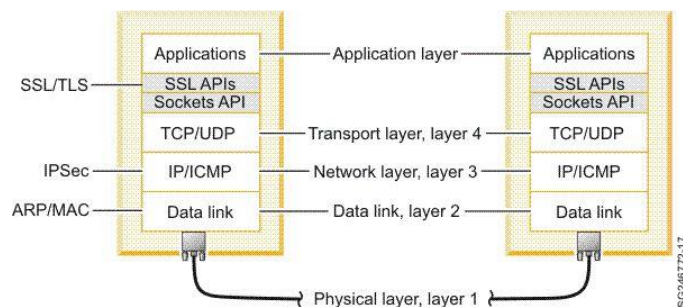 Applications Application layer Applications
SSL/TLS SSL APIs SSL APIs
Sockets API Sockets API
TCP/UDP Transport layer, layer 4 TCP/UDP
IPSec IP/ICMP Network layer, layer 3 IP/ICMP
ARP/MAC Data link Data link, layer 2 Data link
Physical layer, layer 1
SG246772-17